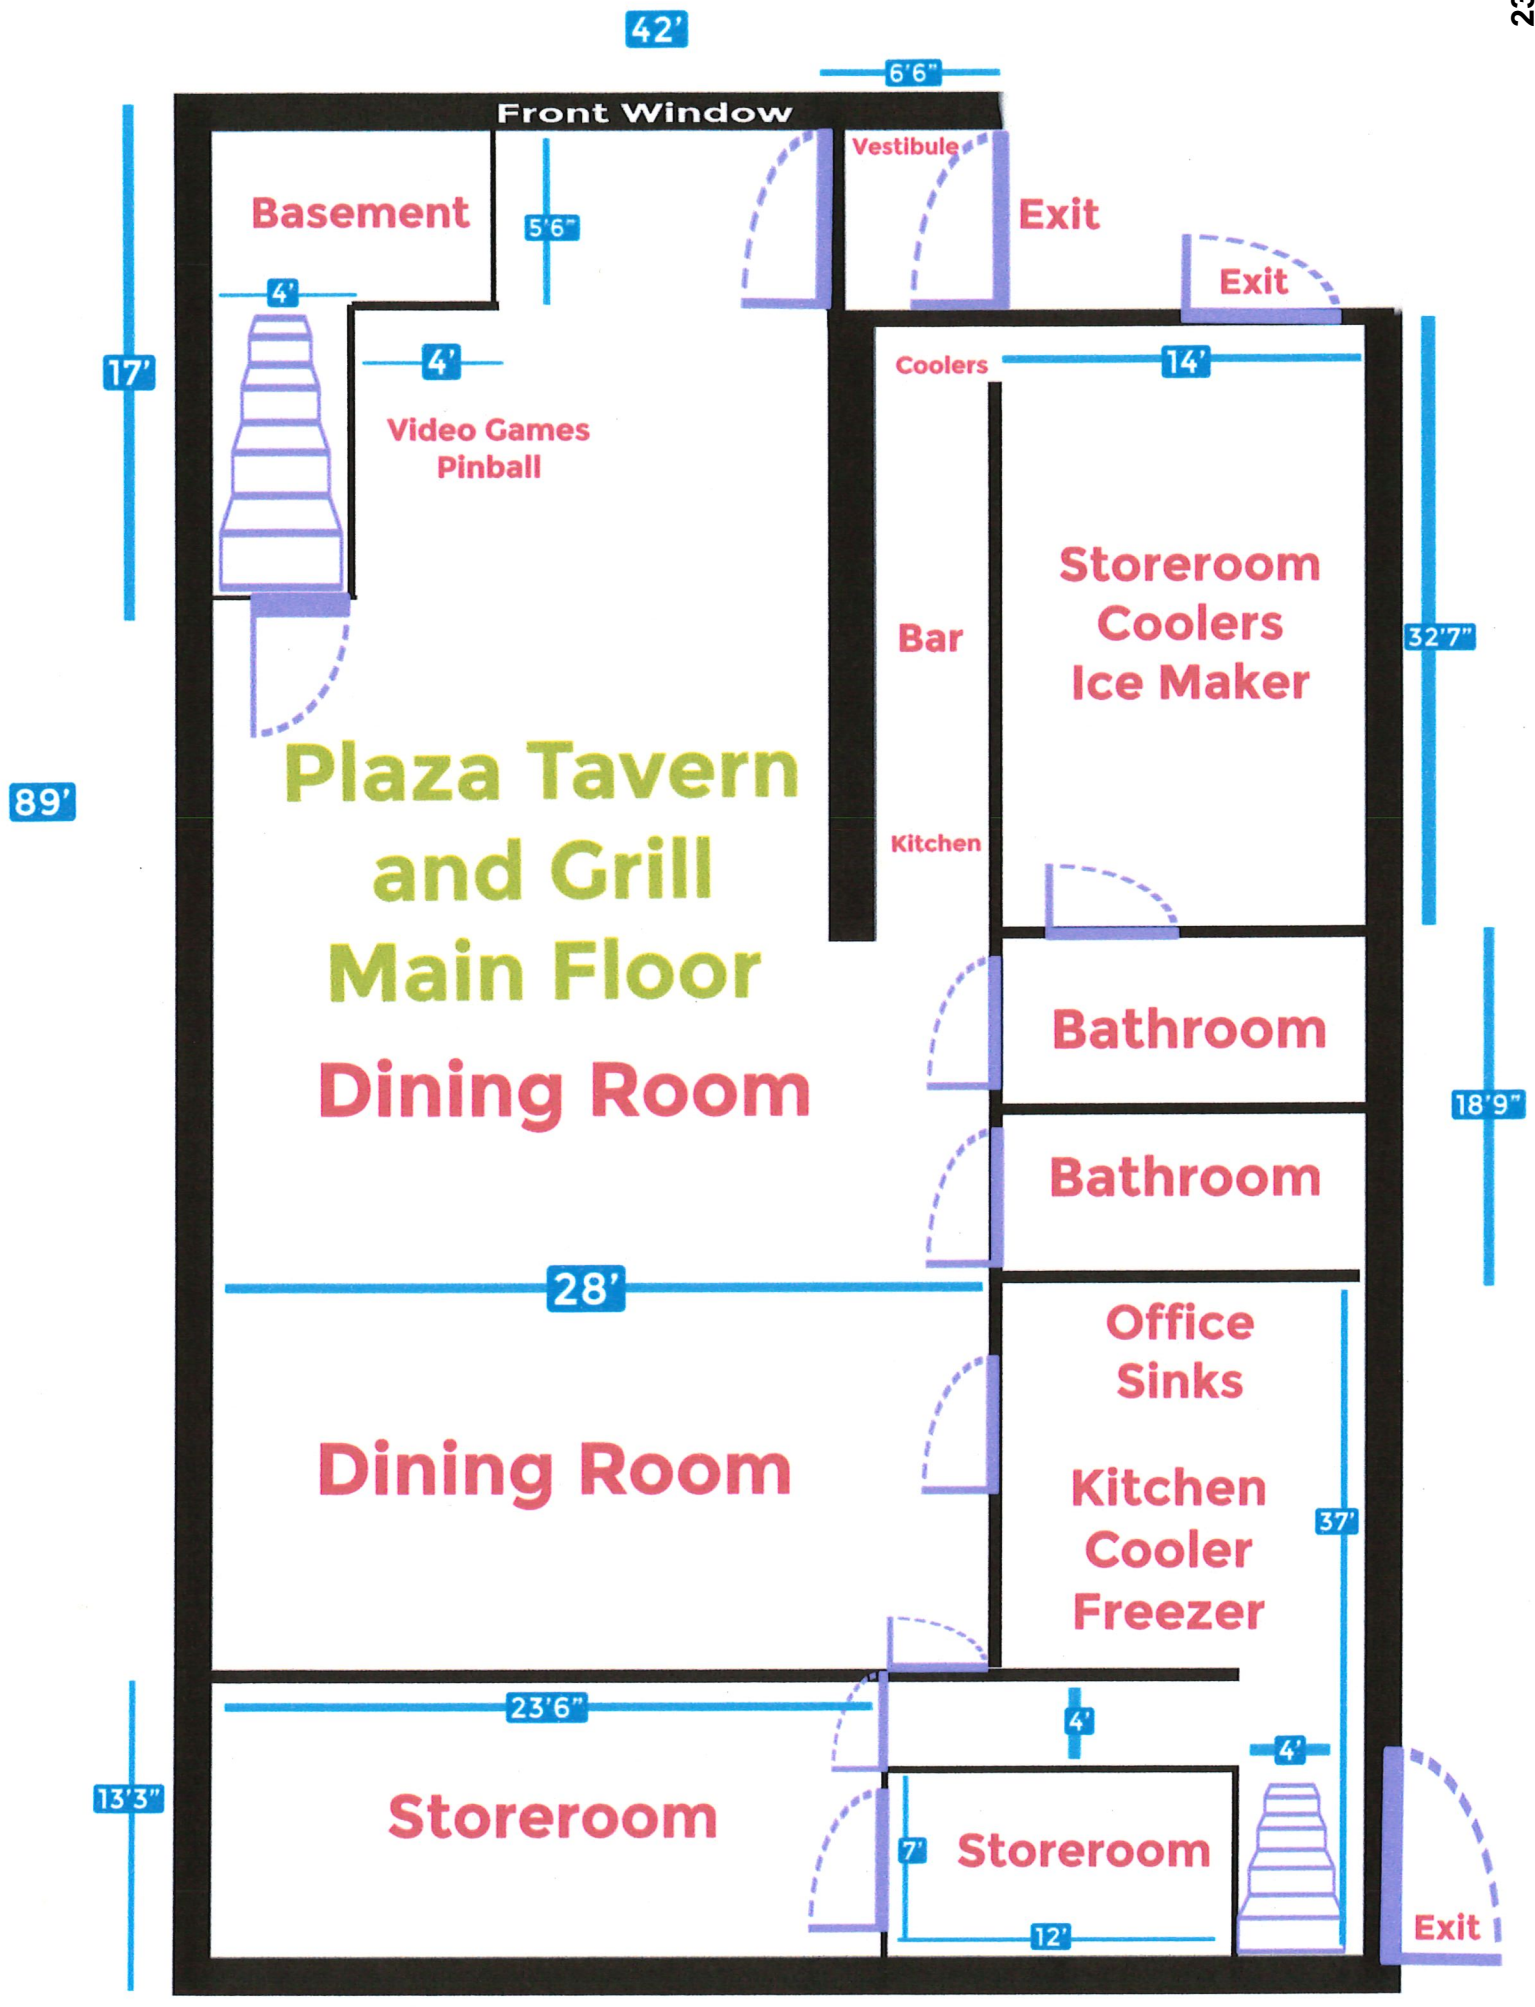 23
42’
6’6”
Front Window
Vestibule
Basement
5’6”
Exit
Exit
4’
17’
4’
Coolers
14’
Video Games
Pinball
Storeroom
Coolers
Ice Maker
Bar
32’7”
Plaza Tavern
and Grill
Main Floor
89’
Kitchen
Dining Room
Bathroom
18’9”
Bathroom
28’
Office
Sinks
Dining Room
Kitchen
Cooler
Freezer
37’
23’6”
4’
4’
13’3”
Storeroom
7’
Storeroom
12’
Exit